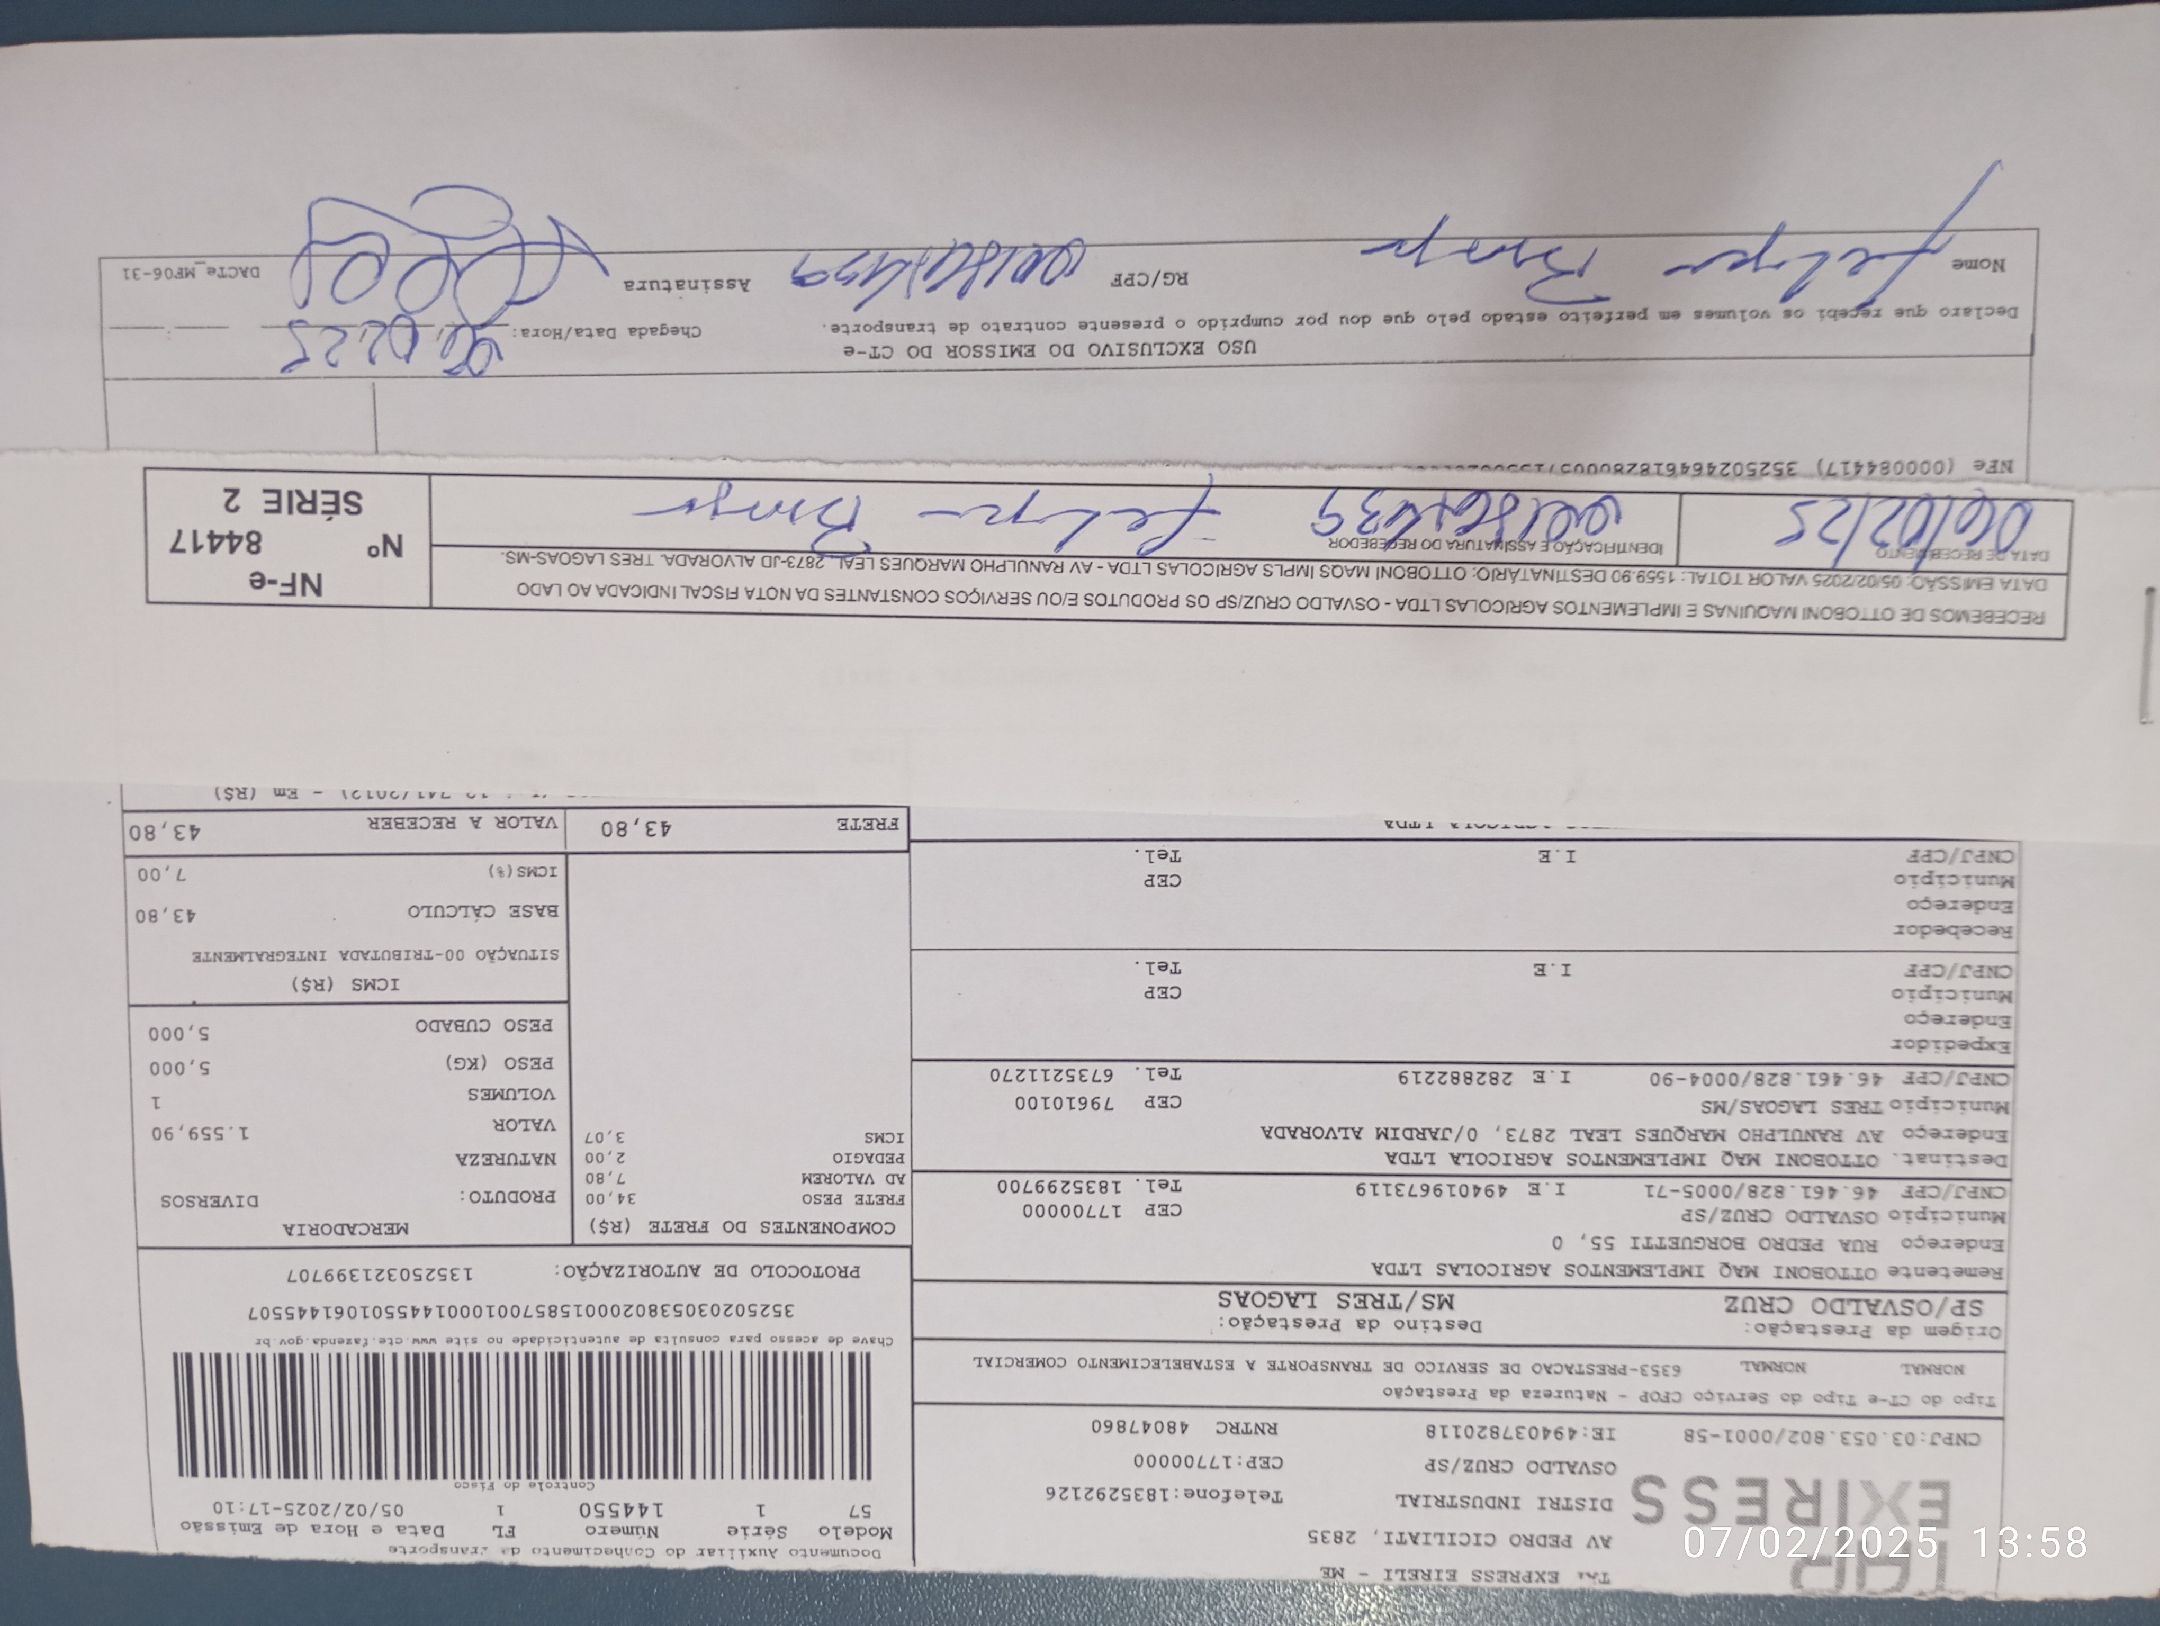 TAR EXPRESS EIRELI - ME
AV PEDRO CICILIATI, 2835
DISTRI INDUSTRIAL Telefone:1835292126
OSVALDO CRUZ/SP CEP:17700000
CNPJ:03.053.802/0001-58 IE:494037820118 RNTRC 48047860
Documento Auxiliar do Conhecimento de Transporte
Modelo Série Número FL Data e Hora de Emissão
57 1 144550 1 05/02/2025-17:10
Controle do Fisco
Tipo do CT-e Tipo do Serviço CFOP - Natureza da Prestação
NORMAL NORMAL 6353-PRESTACAO DE SERVICO DE TRANSPORTE A ESTABELECIMENTO COMERCIAL
Chave de acesso para consulta de autenticidade no site www.cte.fazenda.gov.br
35250203053802000158570010001445501061445507
Origem da Prestação: Destino da Prestação:
SP/OSVALDO CRUZ MS/TRES LAGOAS
PROTOCOLO DE AUTORIZAÇÃO: 135250321399707
Remetente OTTOBONI MAQ IMPLEMENTOS AGRICOLAS LTDA
Endereço RUA PEDRO BORGUETTI 55, 0
Município OSVALDO CRUZ/SP CEP 17700000
CNPJ/CPF 46.461.828/0005-71 I.E 494019673119 Tel. 1835299700
Destinat. OTTOBONI MAQ IMPLEMENTOS AGRICOLA LTDA
Endereço AV RANULPHO MARQUES LEAL 2873, 0/JARDIM ALVORADA
Município TRES LAGOAS/MS CEP 79610100
CNPJ/CPF 46.461.828/0004-90 I.E 282882219 Tel. 6735211270
Expedidor
Endereço
Município CEP
CNPJ/CPF I.E Tel.
Recebedor
Endereço
Município CEP
CNPJ/CPF I.E Tel.
COMPONENTES DO FRETE (R$)
FRETE PESO 34,00
AD VALOREM 7,80
PEDAGIO 2,00
ICMS 3,07
FRETE 43,80
MERCADORIA
PRODUTO: DIVERSOS
NATUREZA
VALOR 1.559,90
VOLUMES 1
PESO (KG) 5,000
PESO CUBADO 5,000
ICMS (R$)
SITUAÇÃO 00-TRIBUTADA INTEGRALMENTE
BASE CÁLCULO 43,80
ICMS(%) 7,00
VALOR A RECEBER 43,80
RECEBEMOS DE OTTOBONI MAQUINAS E IMPLEMENTOS AGRICOLAS LTDA - OSVALDO CRUZ/SP OS PRODUTOS E/OU SERVIÇOS CONSTANTES DA NOTA FISCAL INDICADA AO LADO
DATA EMISSÃO: 05/02/2025 VALOR TOTAL: 1559.90 DESTINATÁRIO: OTTOBONI MAQS IMPLS AGRICOLAS LTDA - AV RANULPHO MARQUES LEAL, 2873-JD ALVORADA. TRES LAGOAS-MS.
DATA DE RECEBIMENTO IDENTIFICAÇÃO E ASSINATURA DO RECEBEDOR
06/02/25
NF-e
Nº 84417
SÉRIE 2
NFe (000084417)
USO EXCLUSIVO DO EMISSOR DO CT-e
Declaro que recebi os volumes em perfeito estado pelo que dou por cumprido o presente contrato de transporte.
Chegada Data/Hora: 06 02 25 __:__
Nome RG/CPF Assinatura
DACTe_MF06-31
07/02/2025 13:58